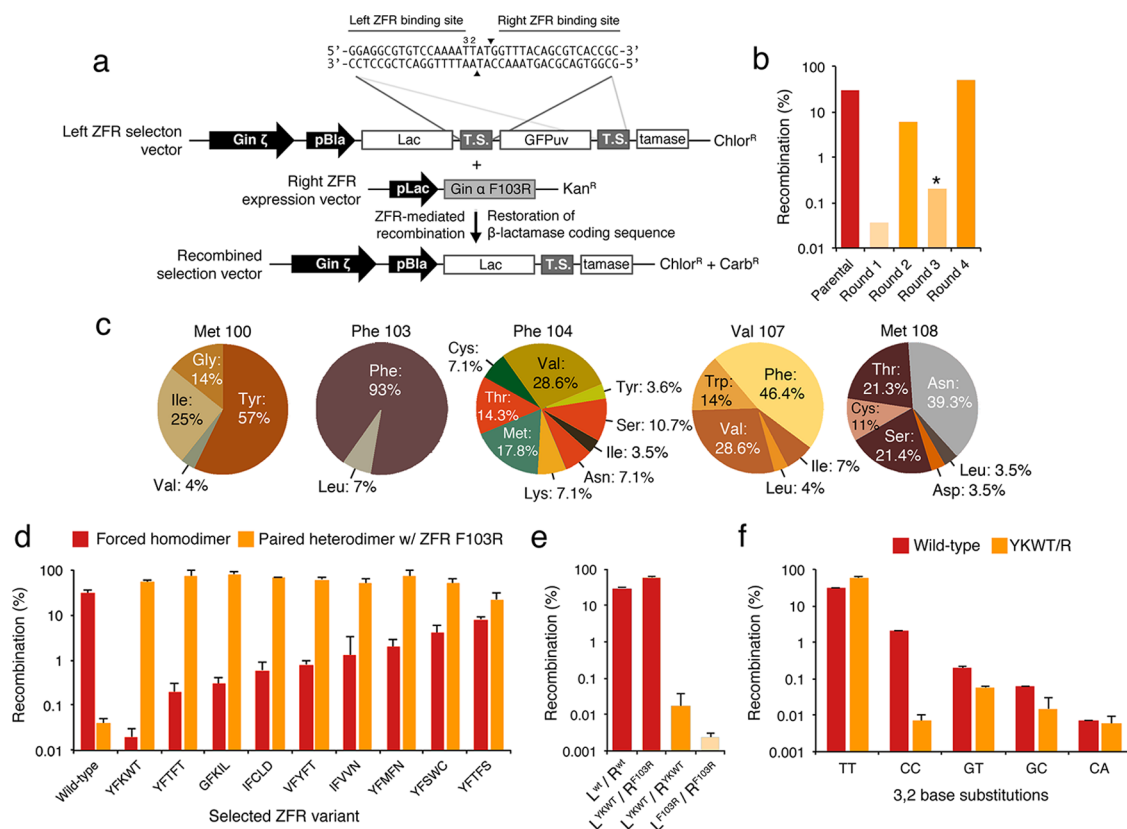 a
Left ZFR binding site
Right ZFR binding site
3 2
5'-GGAGGCGTGTCCAAAATTATGGTTTACAGCGTCACCGC-3'
3'-CCTCCGCTCAGGTTTTAATACCAAATGACGCAGTGGCG-5'
Left ZFR selecton
vector
Gin ζ
pBla
Lac
T.S.
GFPuv
T.S.
tamase
Chlor^R
+
Right ZFR
expression vector
pLac
Gin α F103R
Kan^R
ZFR-mediated
recombination
Restoration of
β-lactamase coding sequence
Recombined
selection vector
Gin ζ
pBla
Lac
T.S.
tamase
Chlor^R + Carb^R
b
Recombination (%)
100
10
1
0.1
0.01
*
Parental
Round 1
Round 2
Round 3
Round 4
c
Met 100
Gly:
14%
Ile:
25%
Tyr:
57%
Val: 4%
Phe 103
Phe:
93%
Leu: 7%
Phe 104
Cys:
7.1%
Val:
28.6%
Tyr: 3.6%
Thr:
14.3%
Ser: 10.7%
Met:
17.8%
Ile: 3.5%
Asn: 7.1%
Lys: 7.1%
Val 107
Trp:
14%
Phe:
46.4%
Val:
28.6%
Ile: 7%
Leu: 4%
Met 108
Thr:
21.3%
Asn:
39.3%
Cys:
11%
Ser:
21.4%
Leu: 3.5%
Asp: 3.5%
d
Forced homodimer
Paired heterodimer w/ ZFR F103R
Recombination (%)
100
10
1
0.1
0.01
Wild-type
YFKWT
YFTFT
GFKIL
IFCLD
VFYFT
IFVVN
YFMFN
YFSWC
YFTFS
Selected ZFR variant
e
Recombination (%)
100
10
1
0.1
0.01
0.001
L^wt / R^wt
L^YKWT / R^F103R
L^YKWT / R^YKWT
L^F103R / R^F103R
f
Wild-type
YKWT/R
Recombination (%)
100
10
1
0.1
0.01
0.001
TT
CC
GT
GC
CA
3,2 base substitutions